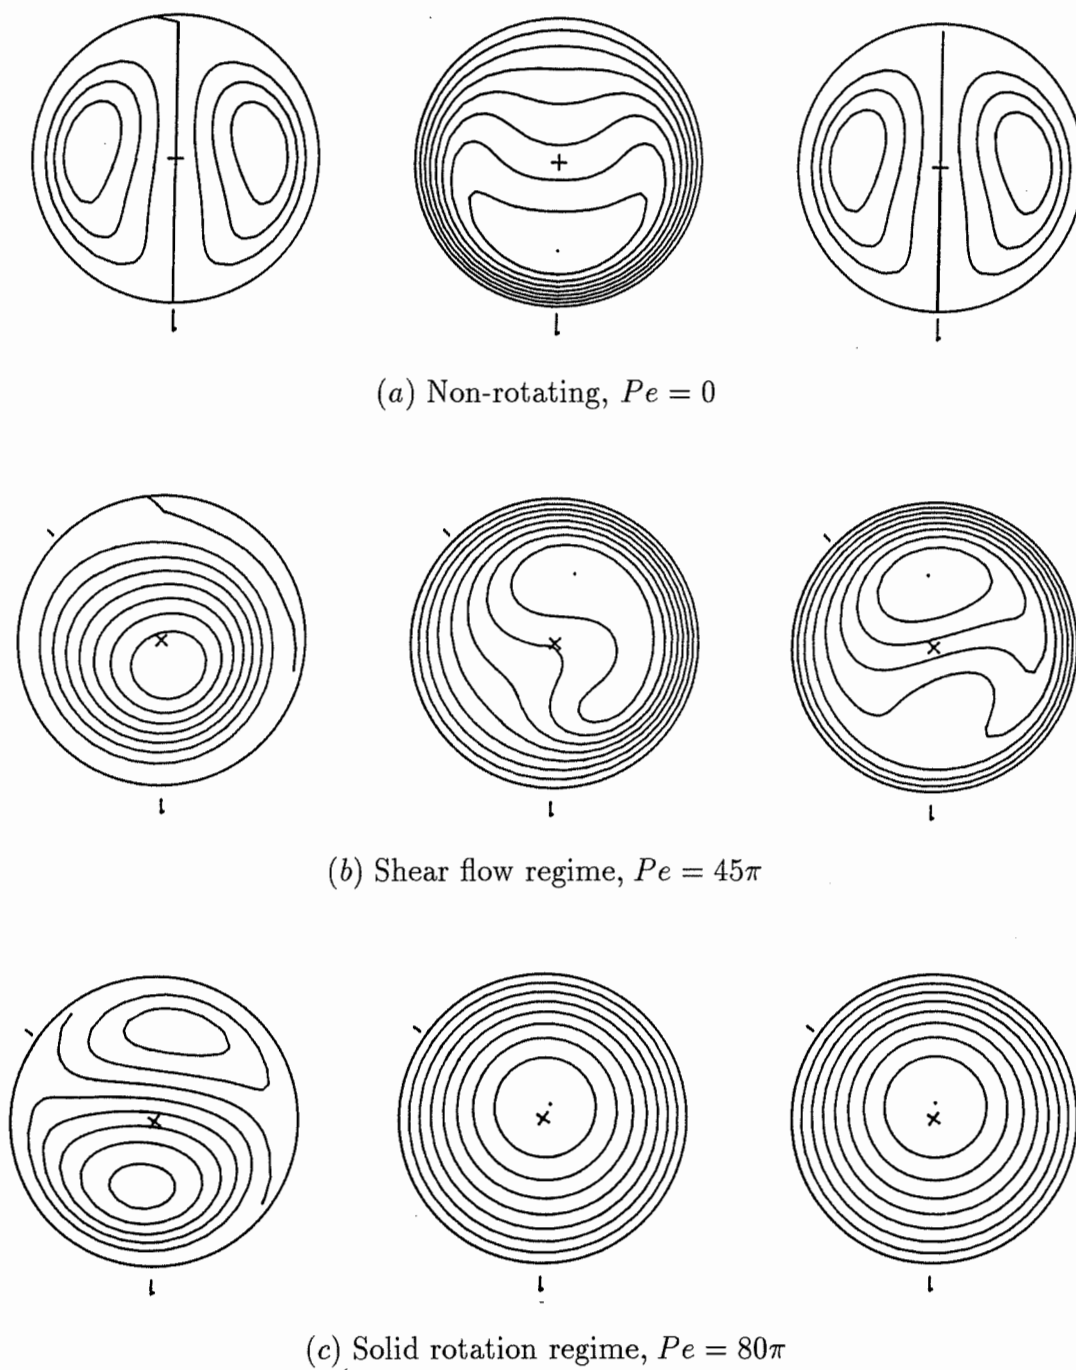 (a) Non-rotating, Pe = 0
(b) Shear flow regime, Pe = 45π
(c) Solid rotation regime, Pe = 80π